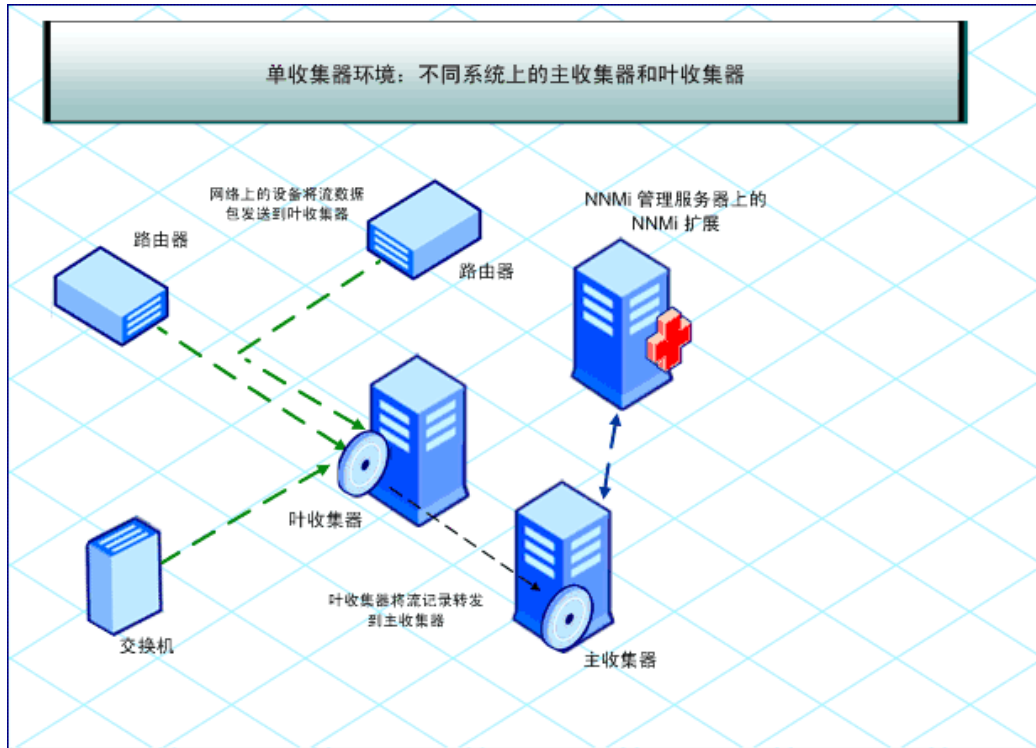 单收集器环境：不同系统上的主收集器和叶收集器
网络上的设备将流数据
包发送到叶收集器
路由器
路由器
NNMi 管理服务器上的
NNMi 扩展
叶收集器
交换机
叶收集器将流记录转发
到主收集器
主收集器